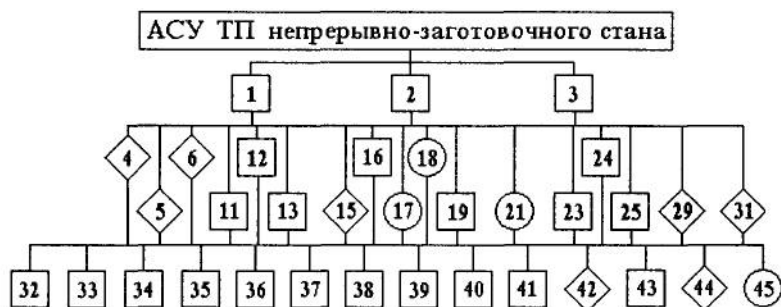 АСУ ТП непрерывно-заготовочного стана
1 2 3
4 6 12 16 18 24
5 11 13 15 17 19 21 23 25 29 31
32 33 34 35 36 37 38 39 40 41 42 43 44 45